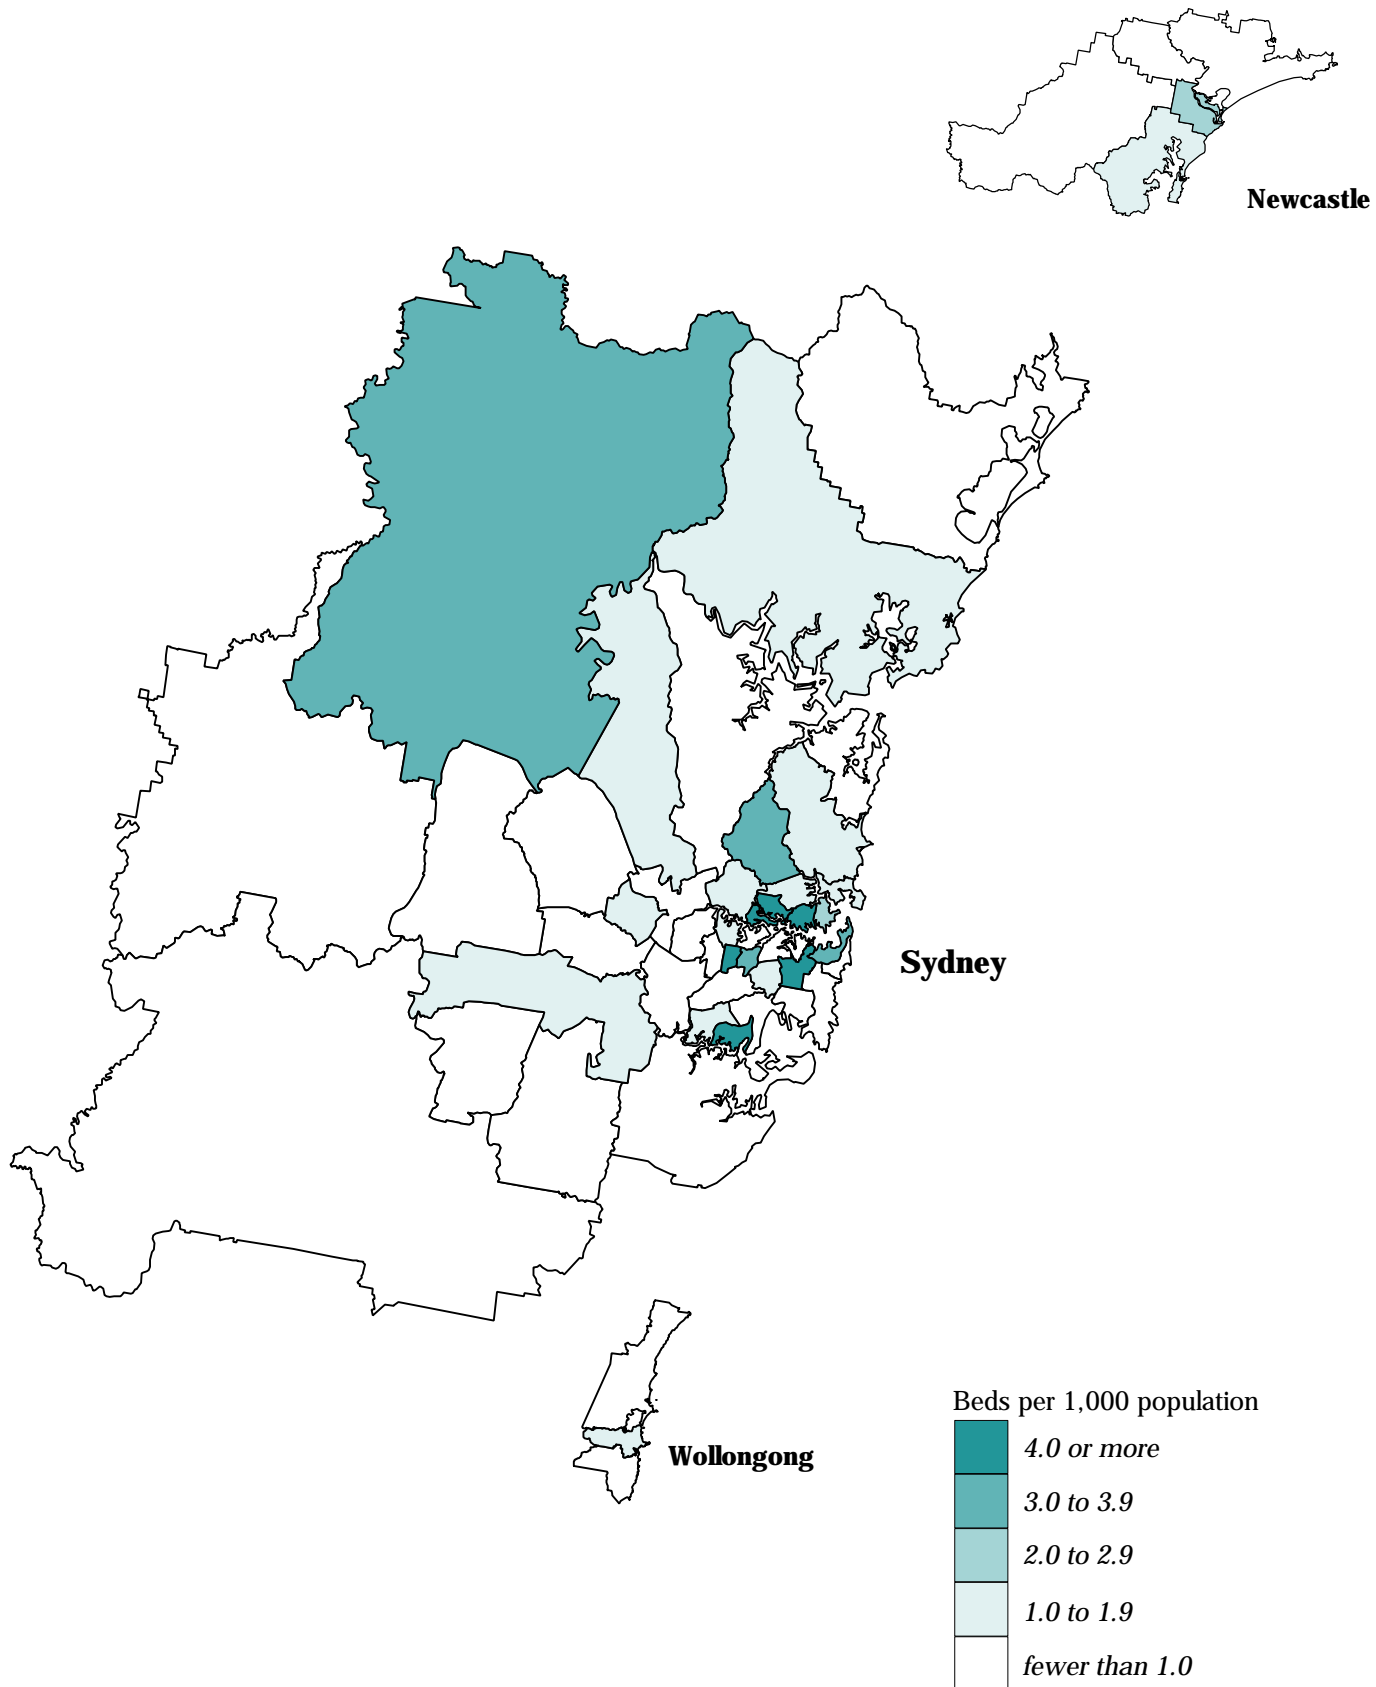 Newcastle
Sydney
Wollongong
Beds per 1,000 population
4.0 or more
3.0 to 3.9
2.0 to 2.9
1.0 to 1.9
fewer than 1.0